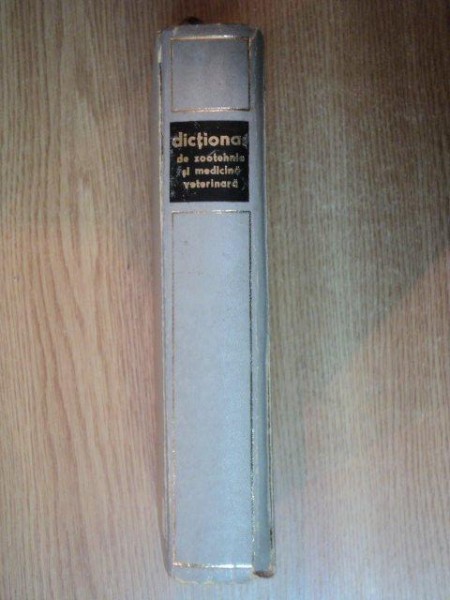 dicționar
de zootehnie
și medicină
veterinară